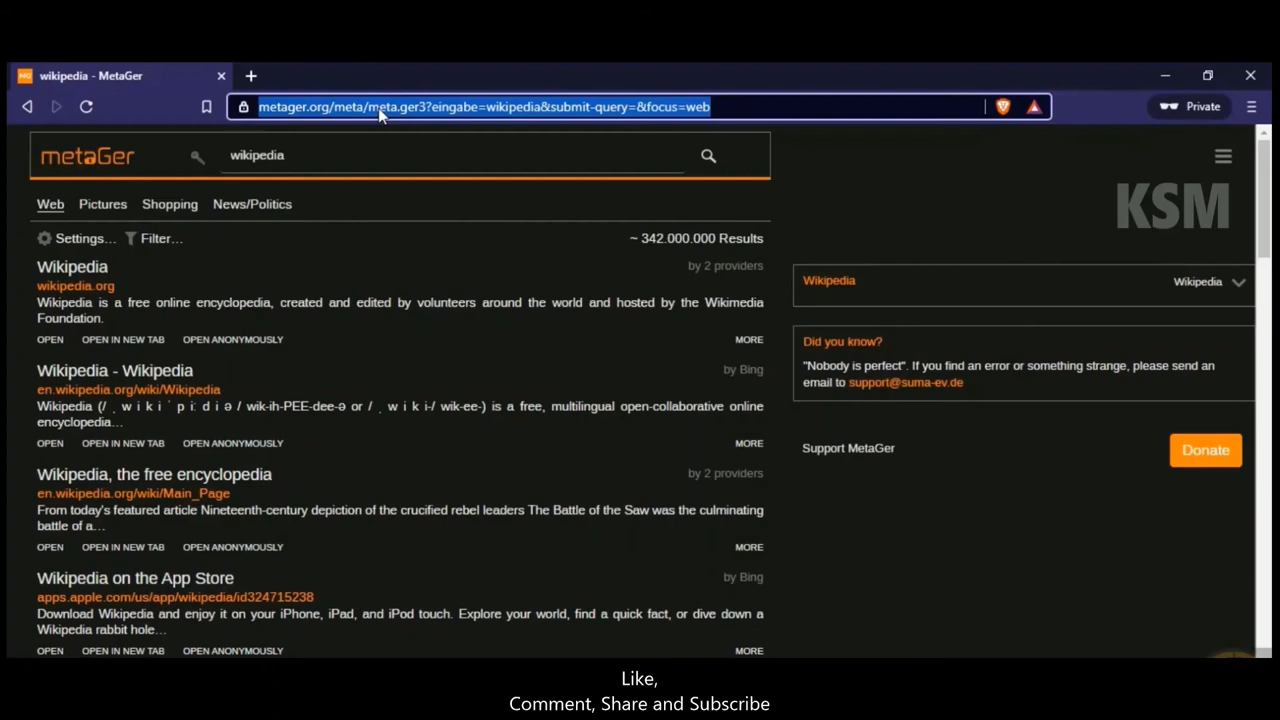 wikipedia - MetaGer
metager.org/meta/meta.ger3?eingabe=wikipedia&submit-query=&focus=web
Private
metaGer
wikipedia
KSM
Web Pictures Shopping News/Politics
Settings... Filter... ~ 342.000.000 Results
Wikipedia by 2 providers
wikipedia.org
Wikipedia is a free online encyclopedia, created and edited by volunteers around the world and hosted by the Wikimedia
Foundation.
OPEN OPEN IN NEW TAB OPEN ANONYMOUSLY MORE
Wikipedia - Wikipedia by Bing
en.wikipedia.org/wiki/Wikipedia
Wikipedia (/ ˌ w i k i ˈ p iː d i ə / wik-ih-PEE-dee-ə or / ˌ w i k i-/ wik-ee-) is a free, multilingual open-collaborative online
encyclopedia...
OPEN OPEN IN NEW TAB OPEN ANONYMOUSLY MORE
Wikipedia, the free encyclopedia by 2 providers
en.wikipedia.org/wiki/Main_Page
From today's featured article Nineteenth-century depiction of the crucified rebel leaders The Battle of the Saw was the culminating
battle of a...
OPEN OPEN IN NEW TAB OPEN ANONYMOUSLY MORE
Wikipedia on the App Store by Bing
apps.apple.com/us/app/wikipedia/id324715238
Download Wikipedia and enjoy it on your iPhone, iPad, and iPod touch. Explore your world, find a quick fact, or dive down a
Wikipedia rabbit hole...
OPEN OPEN IN NEW TAB OPEN ANONYMOUSLY MORE
Wikipedia Wikipedia
Did you know?
"Nobody is perfect". If you find an error or something strange, please send an
email to support@suma-ev.de
Support MetaGer Donate
Like,
Comment, Share and Subscribe